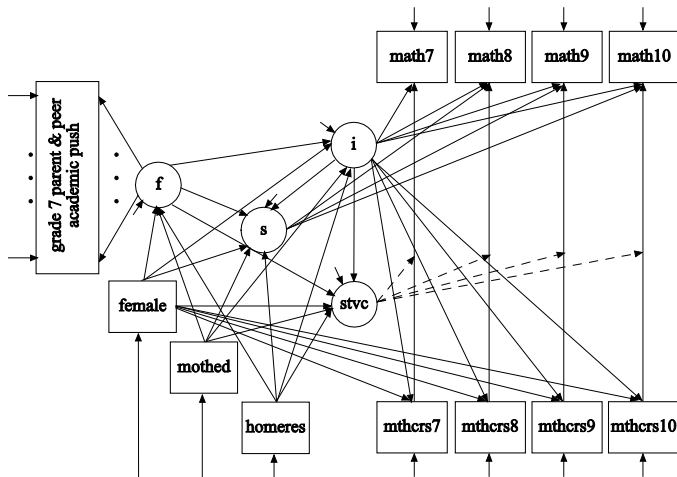 math7
math8
math9
math10
grade 7 parent & peer
academic push
f
i
s
stvc
female
mothed
homeres
mthcrs7
mthcrs8
mthcrs9
mthcrs10